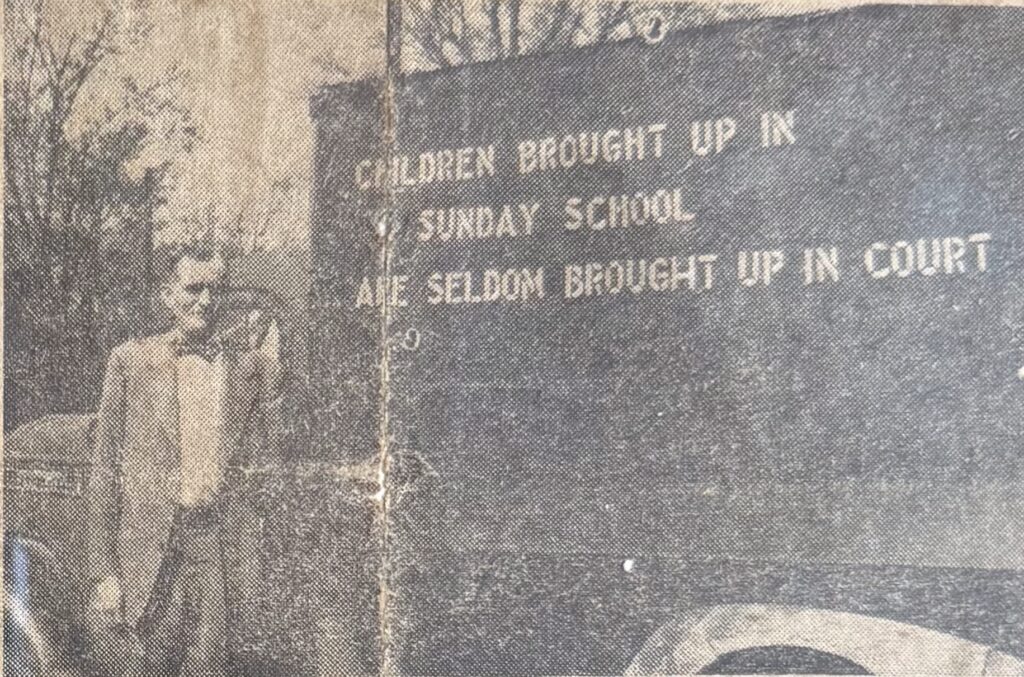 CHILDREN BROUGHT UP IN
SUNDAY SCHOOL
ARE SELDOM BROUGHT UP IN COURT